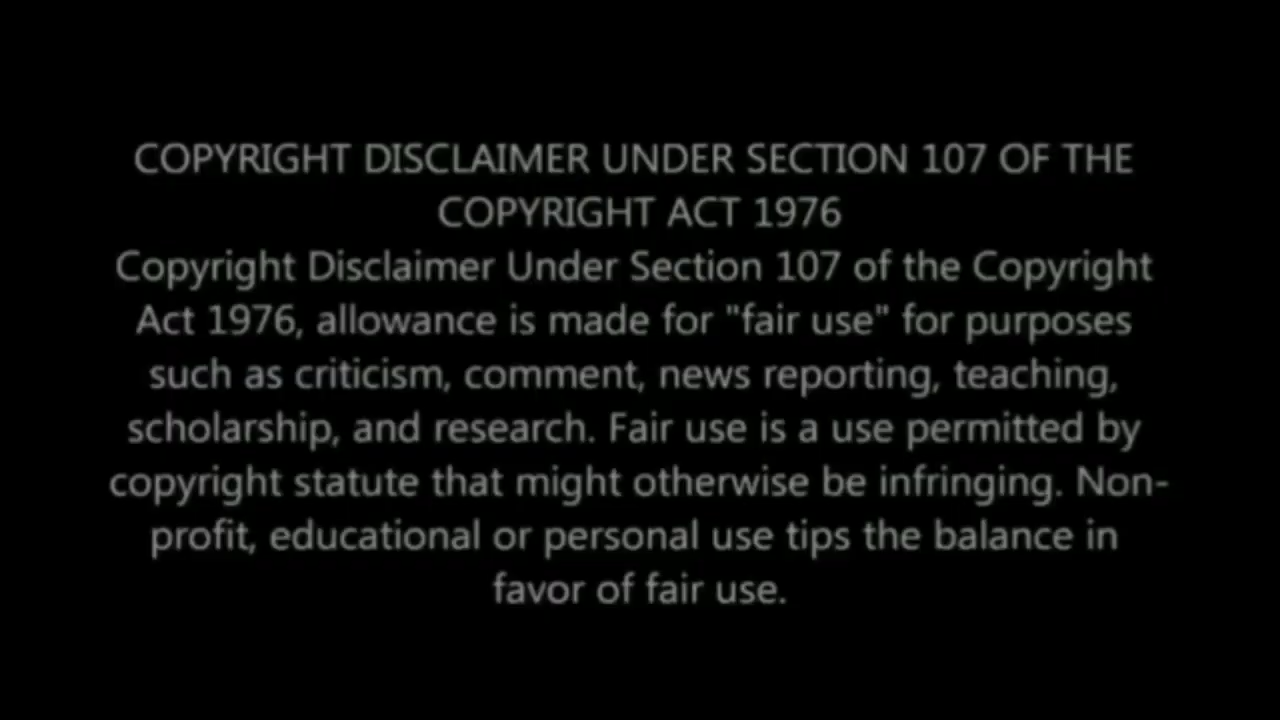 COPYRIGHT DISCLAIMER UNDER SECTION 107 OF THE
COPYRIGHT ACT 1976
Copyright Disclaimer Under Section 107 of the Copyright
Act 1976, allowance is made for "fair use" for purposes
such as criticism, comment, news reporting, teaching,
scholarship, and research. Fair use is a use permitted by
copyright statute that might otherwise be infringing. Non-
profit, educational or personal use tips the balance in
favor of fair use.